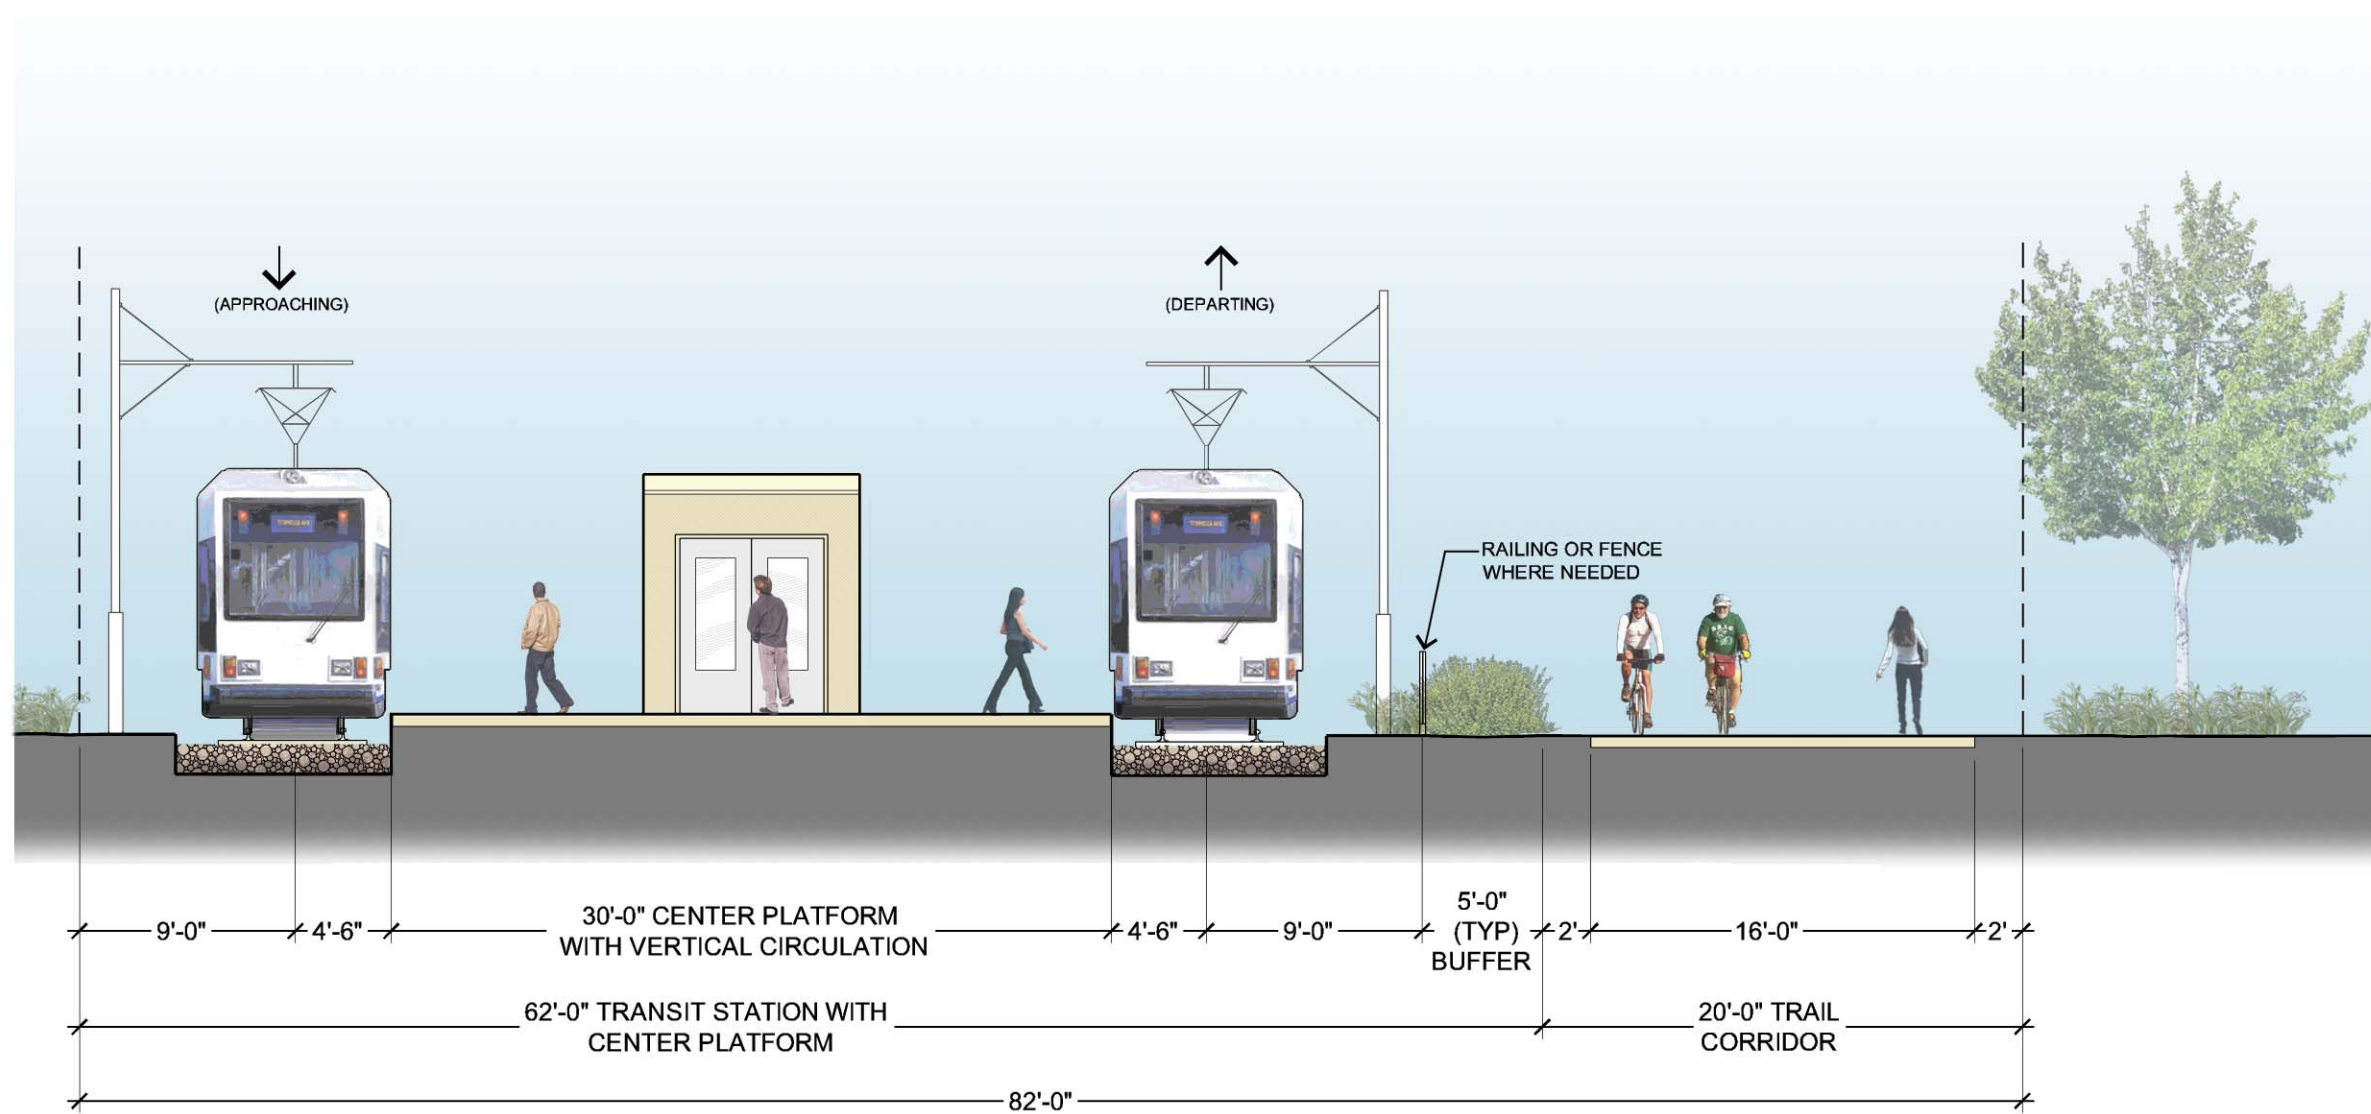 (APPROACHING)
(DEPARTING)
RAILING OR FENCE
WHERE NEEDED
9'-0"
4'-6"
30'-0" CENTER PLATFORM
WITH VERTICAL CIRCULATION
4'-6"
9'-0"
5'-0"
(TYP)
BUFFER
2'
16'-0"
2'
62'-0" TRANSIT STATION WITH
CENTER PLATFORM
20'-0" TRAIL
CORRIDOR
82'-0"